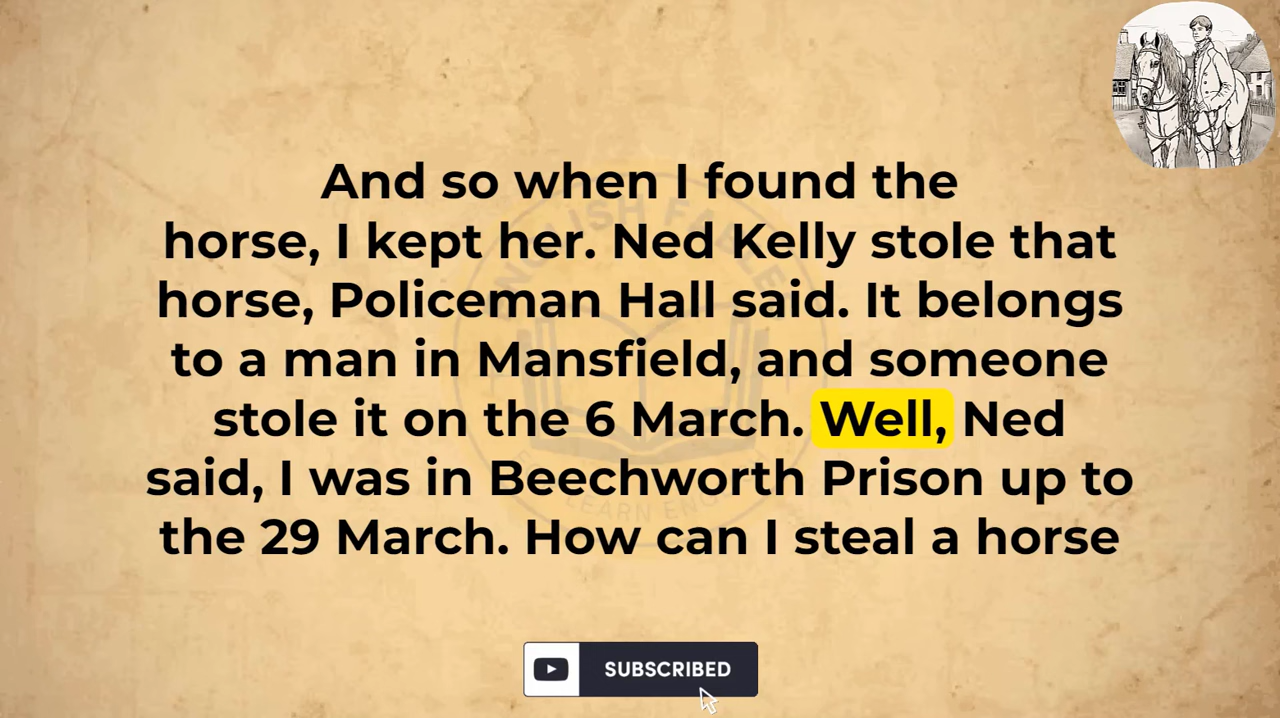 And so when I found the
horse, I kept her. Ned Kelly stole that
horse, Policeman Hall said. It belongs
to a man in Mansfield, and someone
stole it on the 6 March. Well, Ned
said, I was in Beechworth Prison up to
the 29 March. How can I steal a horse
SUBSCRIBED